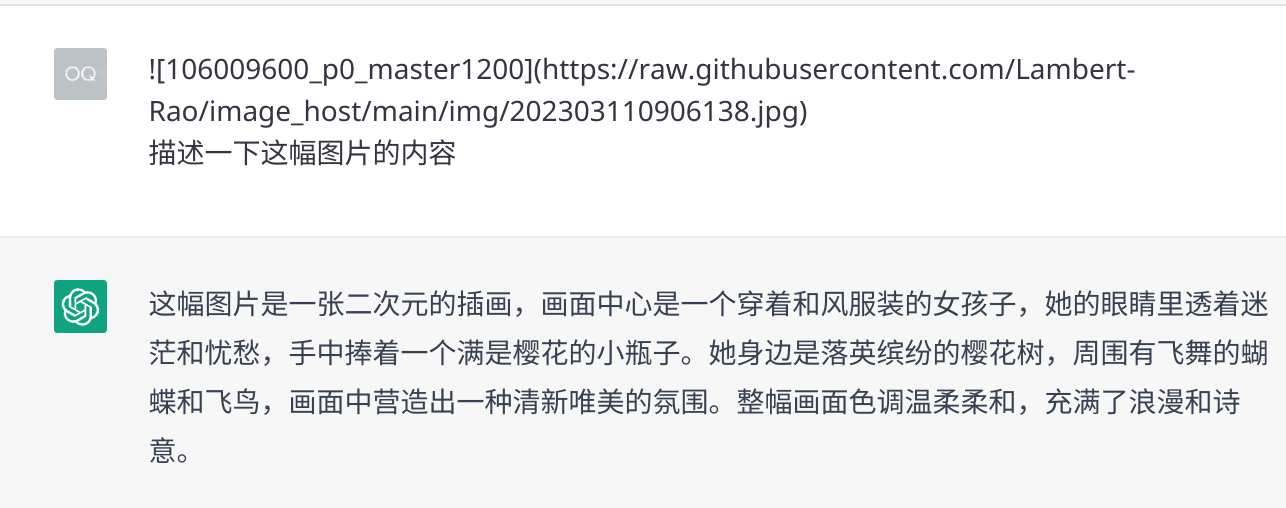 OQ
![106009600_p0_master1200](https://raw.githubusercontent.com/Lambert-
Rao/image_host/main/img/202303110906138.jpg)
描述一下这幅图片的内容
这幅图片是一张二次元的插画，画面中心是一个穿着和风服装的女孩子，她的眼睛里透着迷
茫和忧愁，手中捧着一个满是樱花的小瓶子。她身边是落英缤纷的樱花树，周围有飞舞的蝴
蝶和飞鸟，画面中营造出一种清新唯美的氛围。整幅画面色调温柔柔和，充满了浪漫和诗
意。